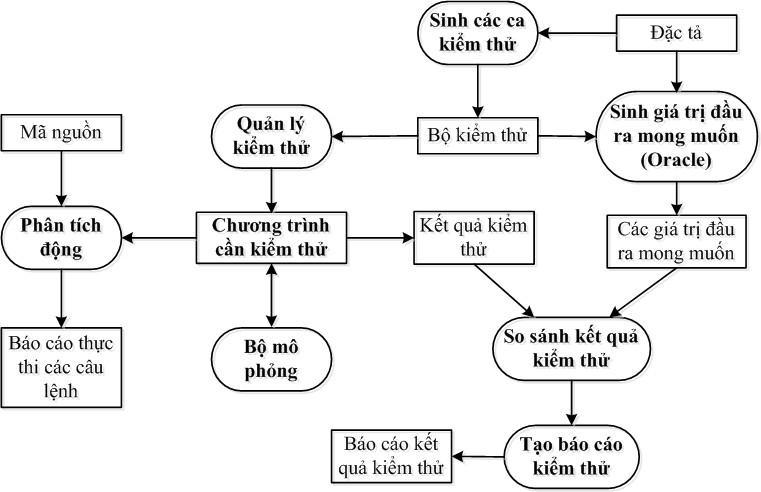 Sinh các ca
kiểm thử
Đặc tả
Mã nguồn
Quản lý
kiểm thử
Bộ kiểm thử
Sinh giá trị đầu
ra mong muốn
(Oracle)
Phân tích
động
Chương trình
cần kiểm thử
Kết quả kiểm
thử
Các giá trị đầu
ra mong muốn
Báo cáo thực
thi các câu
lệnh
Bộ mô
phỏng
So sánh kết quả
kiểm thử
Báo cáo kết
quả kiểm thử
Tạo báo cáo
kiểm thử